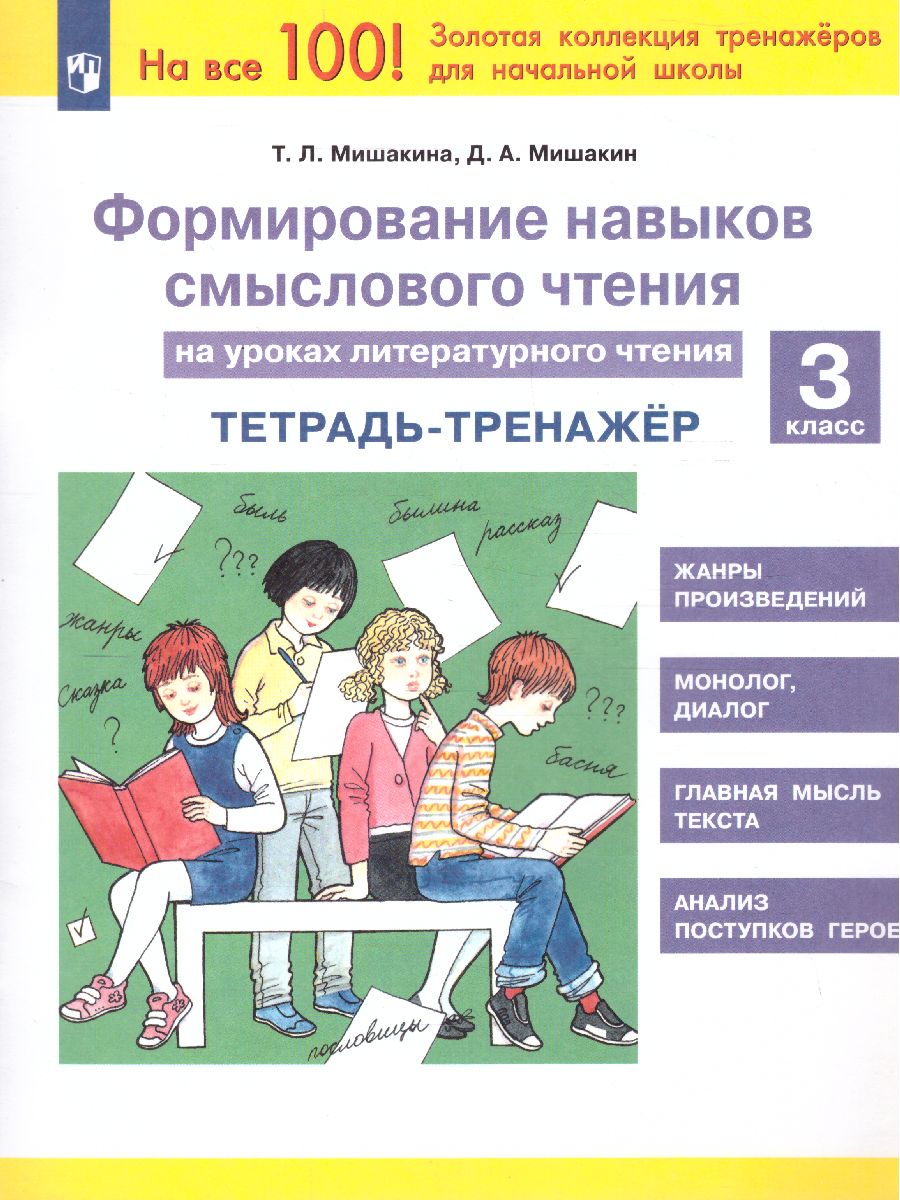 ИП
На все 100!
Золотая коллекция тренажёров
для начальной школы
Т. Л. Мишакина, Д. А. Мишакин
Формирование навыков
смыслового чтения
на уроках литературного чтения
3
класс
ТЕТРАДЬ-ТРЕНАЖЁР
быль
???
былина
рассказ
жанры
сказка
?
???
басня
пословицы
ЖАНРЫ
ПРОИЗВЕДЕНИЙ
МОНОЛОГ,
ДИАЛОГ
ГЛАВНАЯ МЫСЛЬ
ТЕКСТА
АНАЛИЗ
ПОСТУПКОВ ГЕРОЕ